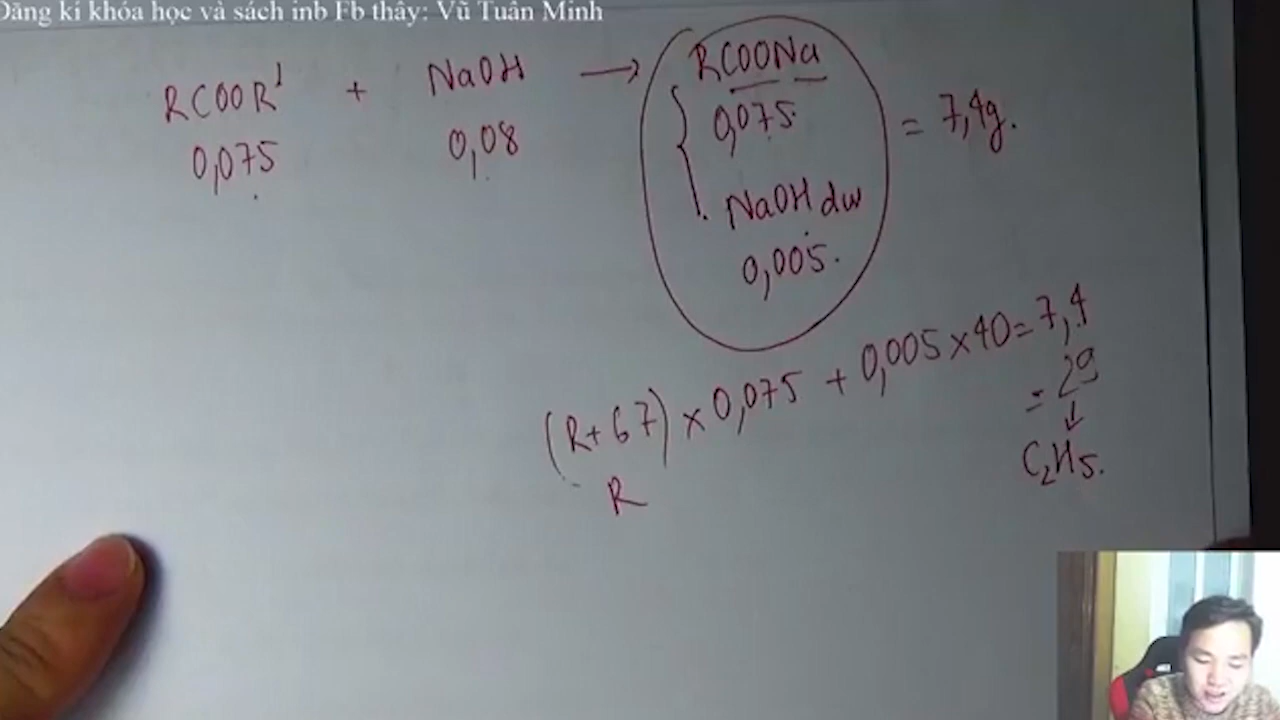 Đăng kí khóa học và sách inb Fb thầy: Vũ Tuấn Minh
RCOOR' + NaOH → RCOONa
0,075 0,08 0,075.
= 7,4g.
NaOH dư
0,005.
(R+67) × 0,075 + 0,005 × 40 = 7,4
R = 29
↓
C₂H₅.